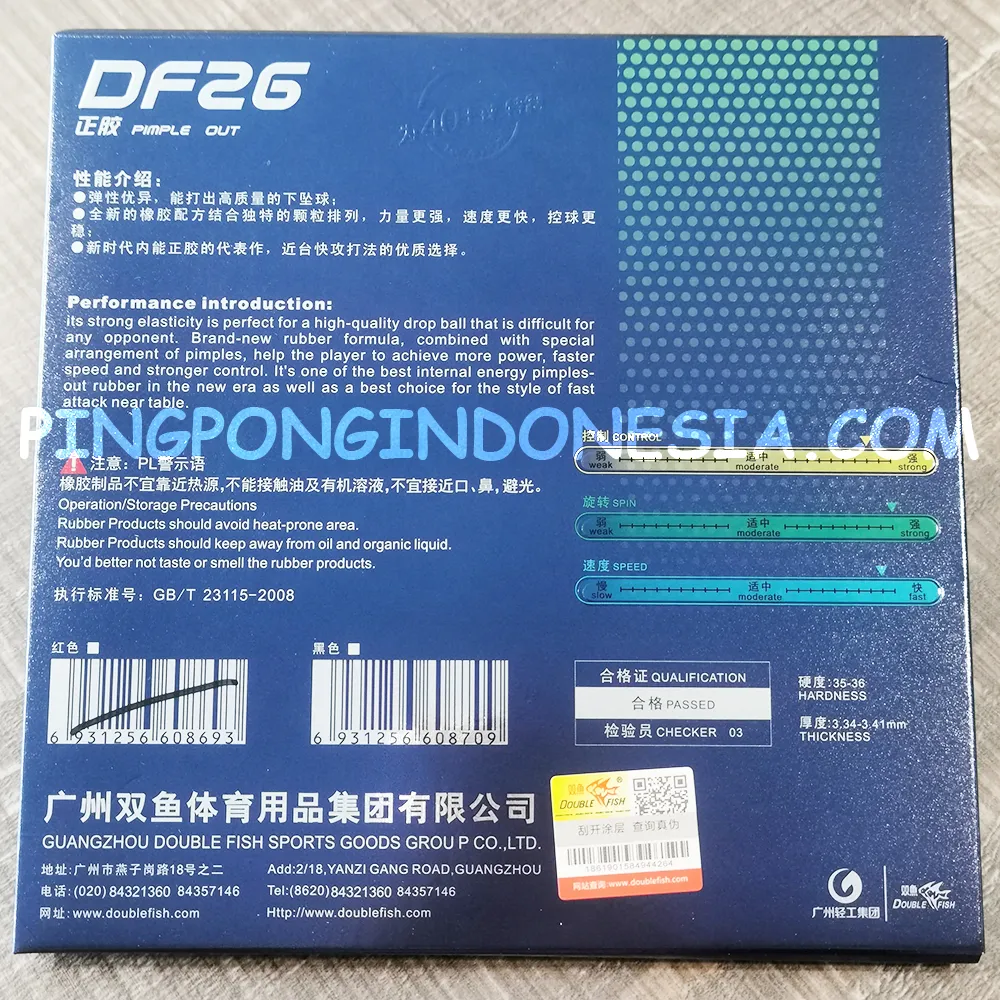 DF26
正胶 PIMPLE OUT
性能介绍：
●弹性优异，能打出高质量的下坠球；
●全新的橡胶配方结合独特的颗粒排列，力量更强，速度更快，控球更
稳；
●新时代内能正胶的代表作，近台快攻打法的优质选择。
Performance introduction:
its strong elasticity is perfect for a high-quality drop ball that is difficult for
any opponent. Brand-new rubber formula, combined with special
arrangement of pimples, help the player to achieve more power, faster
speed and stronger control. It's one of the best internal energy pimples-
out rubber in the new era as well as a best choice for the style of fast
attack near table.
PINGPONGINDONESIA.COM
控制 CONTROL
弱 适中 强
weak moderate strong
旋转 SPIN
弱 适中 强
weak moderate strong
速度 SPEED
慢 适中 快
slow moderate fast
注意：PL警示语
橡胶制品不宜靠近热源,不能接触油及有机溶液,不宜接近口、鼻,避光。
Operation/Storage Precautions
Rubber Products should avoid heat-prone area.
Rubber Products should keep away from oil and organic liquid.
You'd better not taste or smell the rubber products.
执行标准号：GB/T 23115-2008
红色
6 931256 608693
黑色
6 931256 608709
合格证 QUALIFICATION
合格 PASSED
检验员 CHECKER 03
硬度:35-36
HARDNESS
厚度:3.34-3.41mm
THICKNESS
广州双鱼体育用品集团有限公司
GUANGZHOU DOUBLE FISH SPORTS GOODS GROU P CO.,LTD.
地址：广州市燕子岗路18号之二
Add:2/18,YANZI GANG ROAD,GUANGZHOU
电话：(020) 84321360 84357146
Tel:(8620) 84321360 84357146
网址：www.doublefish.com
Http://www.doublefish.com
双鱼
DOUBLE FISH
刮开涂层 查询真伪
1861901584944264
网站查询：www.doublefish.com
广州轻工集团
双鱼
DOUBLE FISH